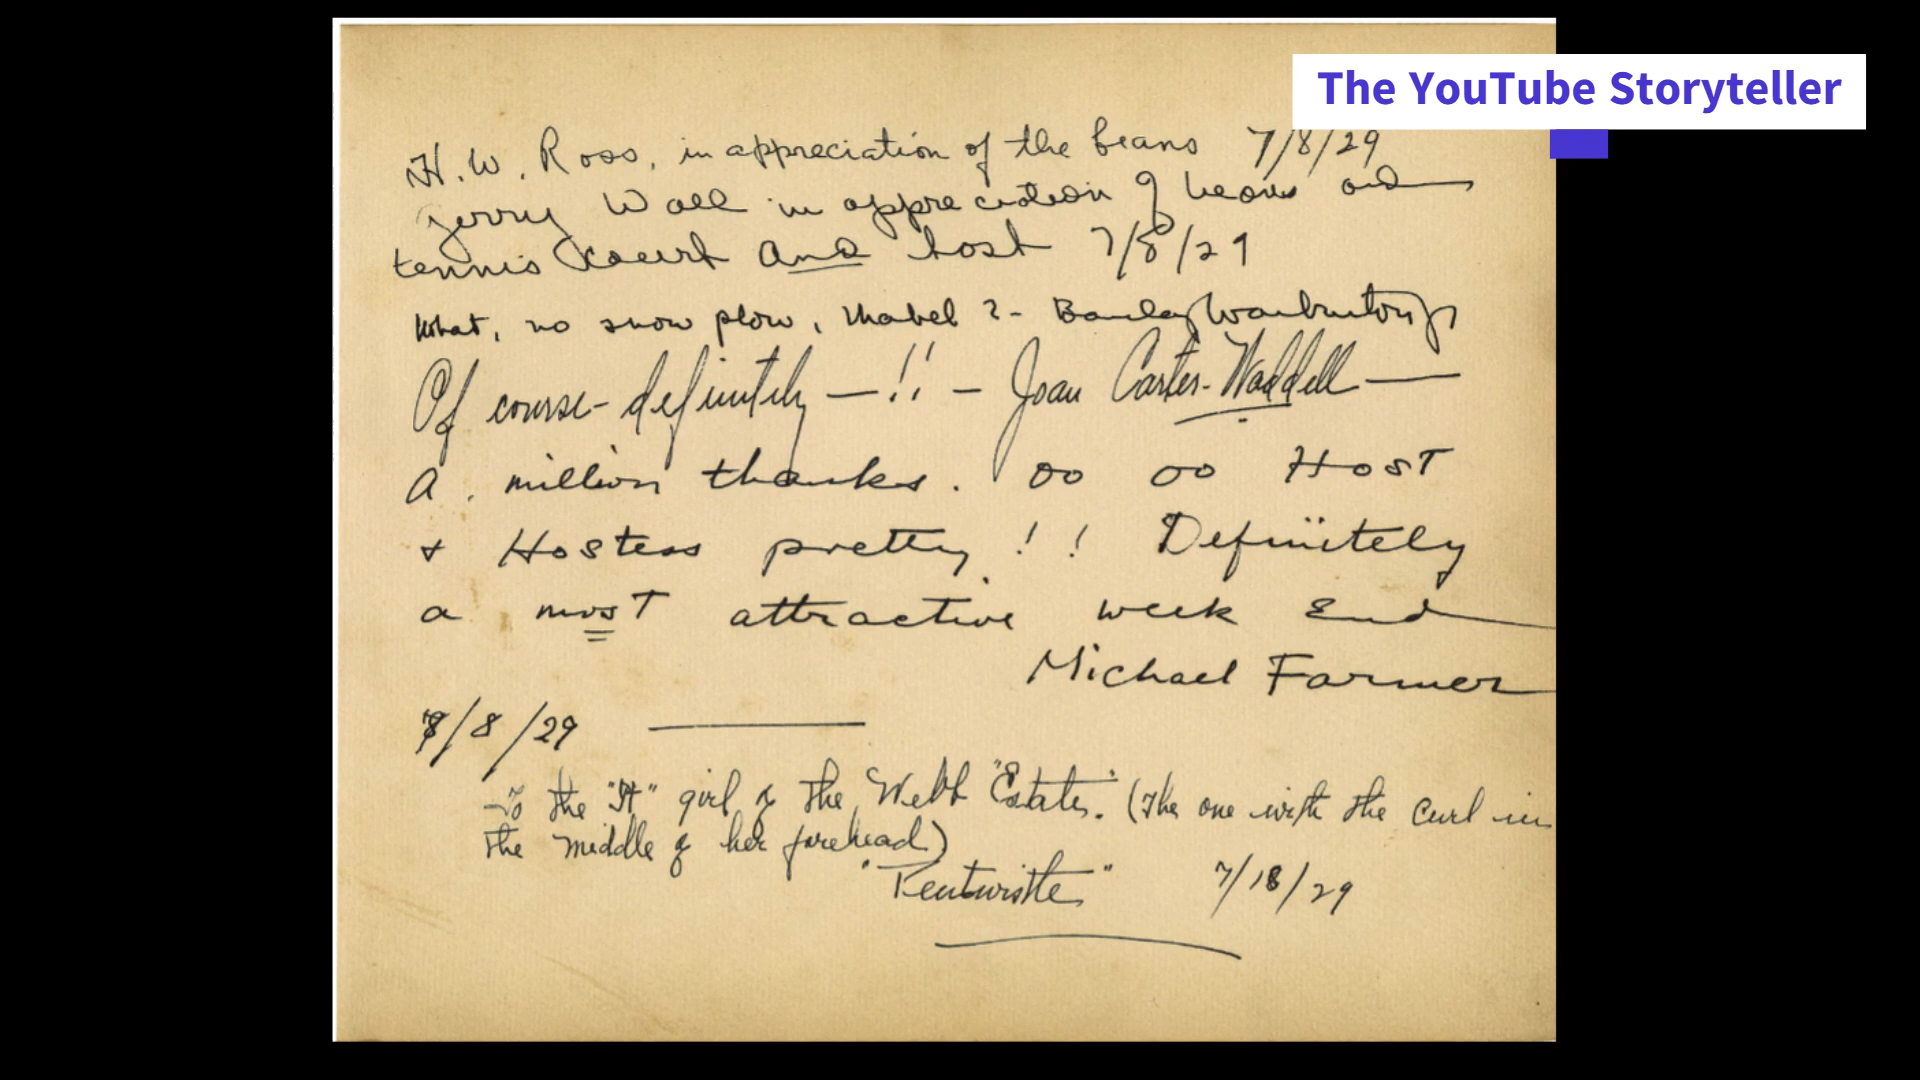 The YouTube Storyteller
H. W. Ross, in appreciation of the beans 7/8/29
Jerry Wall in appreciation of beans and
tennis court and host 7/8/29
What, no snow plow, Mabel? - Barclay Warburton Jr
Of course - definitely — !! — Joan Carter-Waddell —
A million thanks. oo oo HOST
+ Hostess pretty!! Definitely
a most attractive week End
Michael Farmer
7/8/29 —
To the "It" girl of the Webb "Estate". (The one with the curl in
the middle of her forehead)
7/18/29